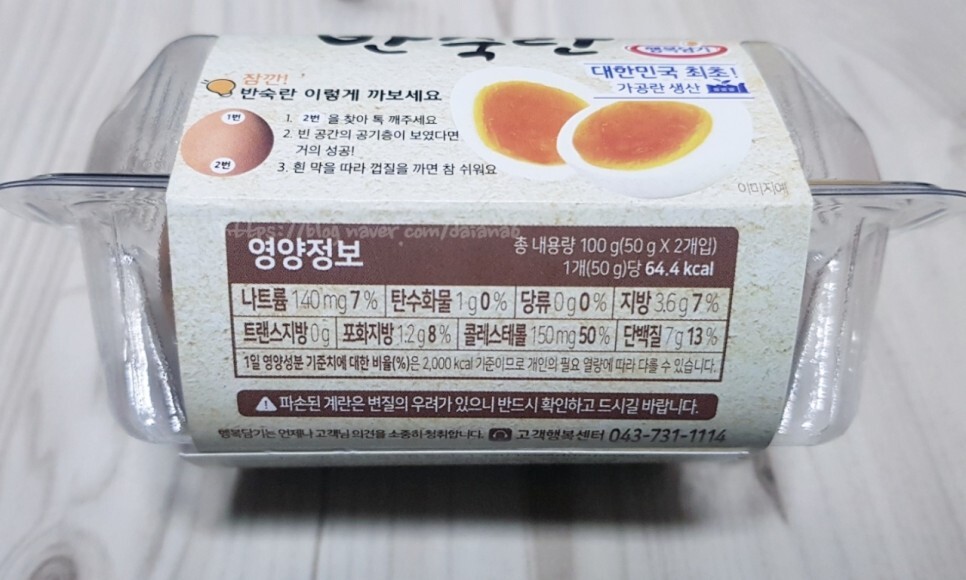 반숙란
행복담기
대한민국 최초!
가공란 생산
잠깐!
반숙란 이렇게 까보세요
1번
2번
1. 2번 을 찾아 톡 깨주세요
2. 빈 공간의 공기층이 보였다면
거의 성공!
3. 흰 막을 따라 껍질을 까면 참 쉬워요
이미지예
https://blog.naver.com/daianab
영양정보
총 내용량 100 g(50 g X 2개입)
1개(50 g)당 64.4 kcal
나트륨 140 mg 7 % 탄수화물 1 g 0 % 당류 0 g 0 % 지방 3.6 g 7 %
트랜스지방 0 g 포화지방 1.2 g 8 % 콜레스테롤 150 mg 50 % 단백질 7 g 13 %
1일 영양성분 기준치에 대한 비율(%)은 2,000 kcal 기준이므로 개인의 필요 열량에 따라 다를 수 있습니다.
파손된 계란은 변질의 우려가 있으니 반드시 확인하고 드시길 바랍니다.
행복담기는 언제나 고객님 의견을 소중히 청취합니다. 고객행복센터 043-731-1114